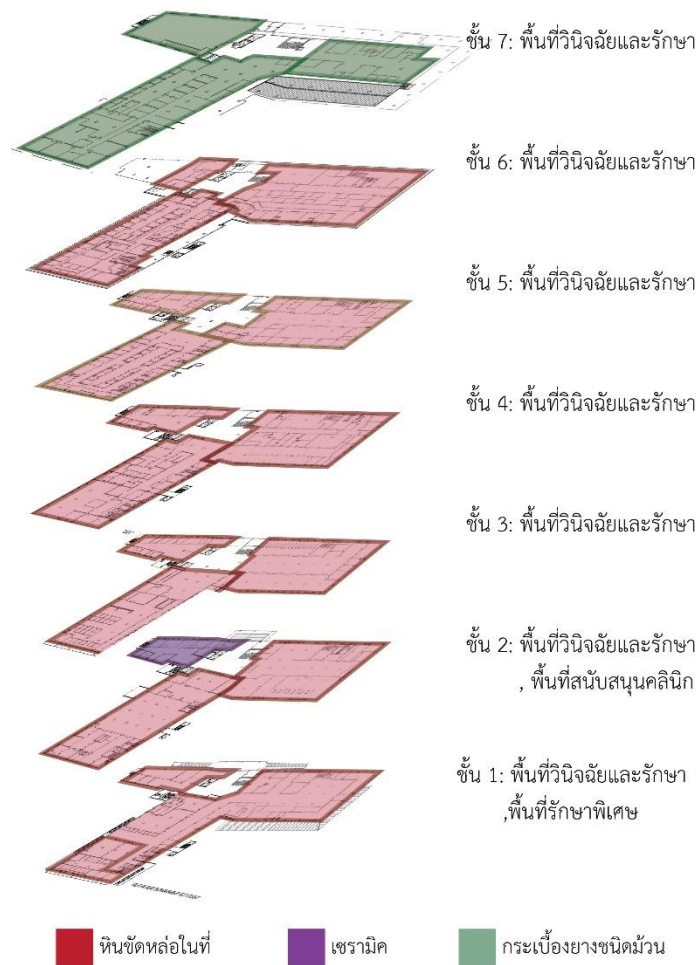 ชั้น 7: พื้นที่วินิจฉัยและรักษา
ชั้น 6: พื้นที่วินิจฉัยและรักษา
ชั้น 5: พื้นที่วินิจฉัยและรักษา
ชั้น 4: พื้นที่วินิจฉัยและรักษา
ชั้น 3: พื้นที่วินิจฉัยและรักษา
ชั้น 2: พื้นที่วินิจฉัยและรักษา
, พื้นที่สนับสนุนคลินิก
ชั้น 1: พื้นที่วินิจฉัยและรักษา
,พื้นที่รักษาพิเศษ
หินขัดหล่อในที่
เซรามิค
กระเบื้องยางชนิดม้วน